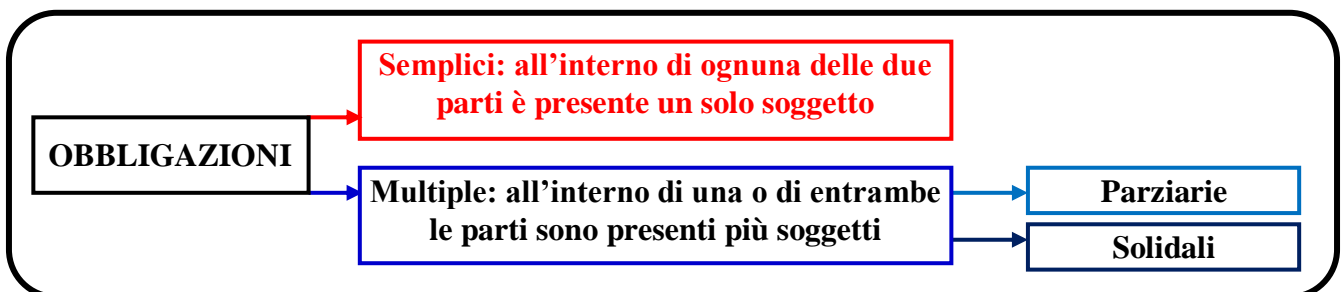 Semplici: all’interno di ognuna delle due
parti è presente un solo soggetto
OBBLIGAZIONI
Multiple: all’interno di una o di entrambe
le parti sono presenti più soggetti
Parziarie
Solidali